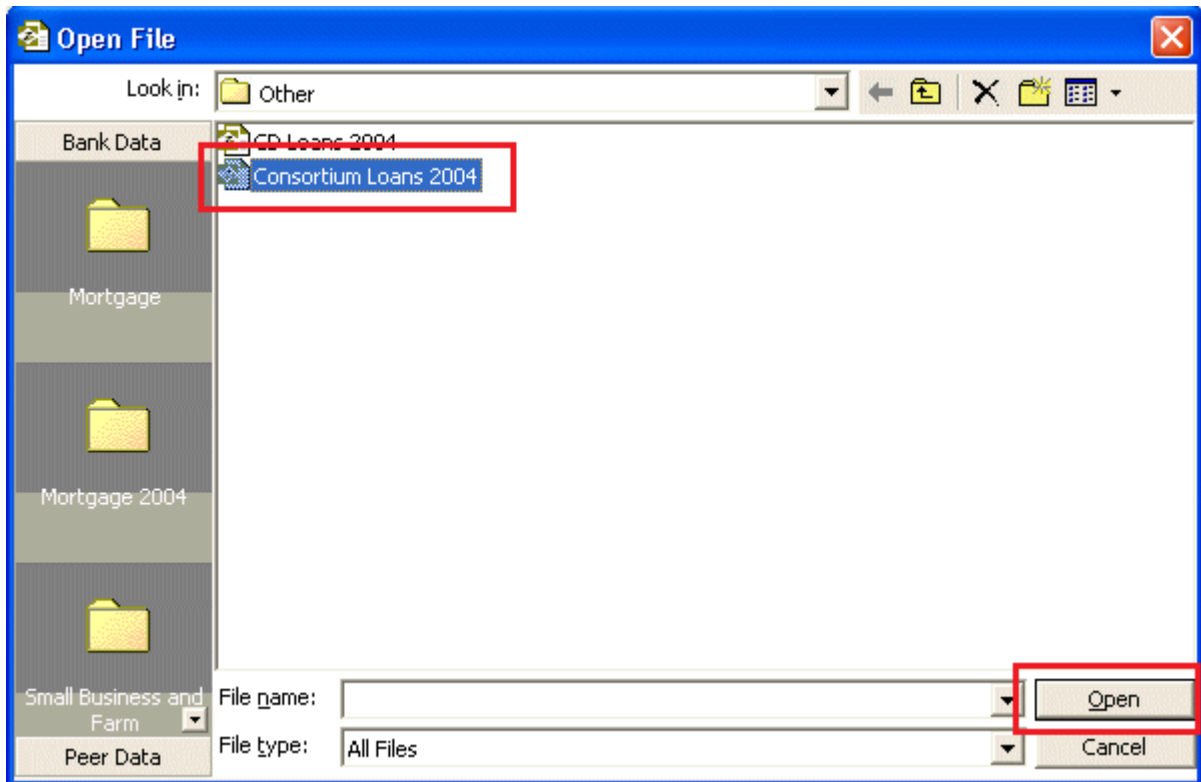 Open File
Look in: Other
Bank Data
CD Loans 2004
Consortium Loans 2004
Mortgage
Mortgage 2004
Small Business and
Farm
File name:
Open
File type: All Files
Cancel
Peer Data